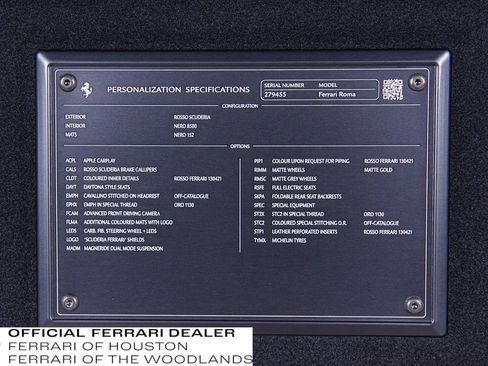 PERSONALIZATION SPECIFICATIONS
SERIAL NUMBER MODEL
279455 Ferrari Roma
CONFIGURATION
EXTERIOR ROSSO SCUDERIA
INTERIOR NERO 8500
MATS NERO 152
OPTIONS
ACPL APPLE CARPLAY
CALS ROSSO SCUDERIA BRAKE CALLIPERS
CLDT COLOURED INNER DETAILS ROSSO FERRARI 130421
DAYT DAYTONA STYLE SEATS
EMPH CAVALLINO STITCHED ON HEADREST OFF-CATALOGUE
EPHX EMPH IN SPECIAL THREAD ORO 1130
FCAM ADVANCED FRONT DRIVING CAMERA
FLMA ADDITIONAL COLOURED MATS WITH LOGO
LEDS CARB. FIB. STEERING WHEEL + LEDS
LOGO "SCUDERIA FERRARI" SHIELDS
MADM MAGNERIDE DUAL MODE SUSPENSION
PIP1 COLOUR UPON REQUEST FOR PIPING ROSSO FERRARI 130421
RIMM MATTE WHEELS MATTE GOLD
RMSC MATTE GREY WHEELS
RSFE FULL ELECTRIC SEATS
SKPA FOLDABLE REAR SEAT BACKRESTS
SPEC SPECIAL EQUIPMENT
ST2X STC2 IN SPECIAL THREAD ORO 1130
STC2 COLOURED SPECIAL STITCHING O.R. OFF-CATALOGUE
STP1 LEATHER PERFORATED INSERTS ROSSO FERRARI 130421
TYMX MICHELIN TYRES
OFFICIAL FERRARI DEALER
FERRARI OF HOUSTON
FERRARI OF THE WOODLANDS